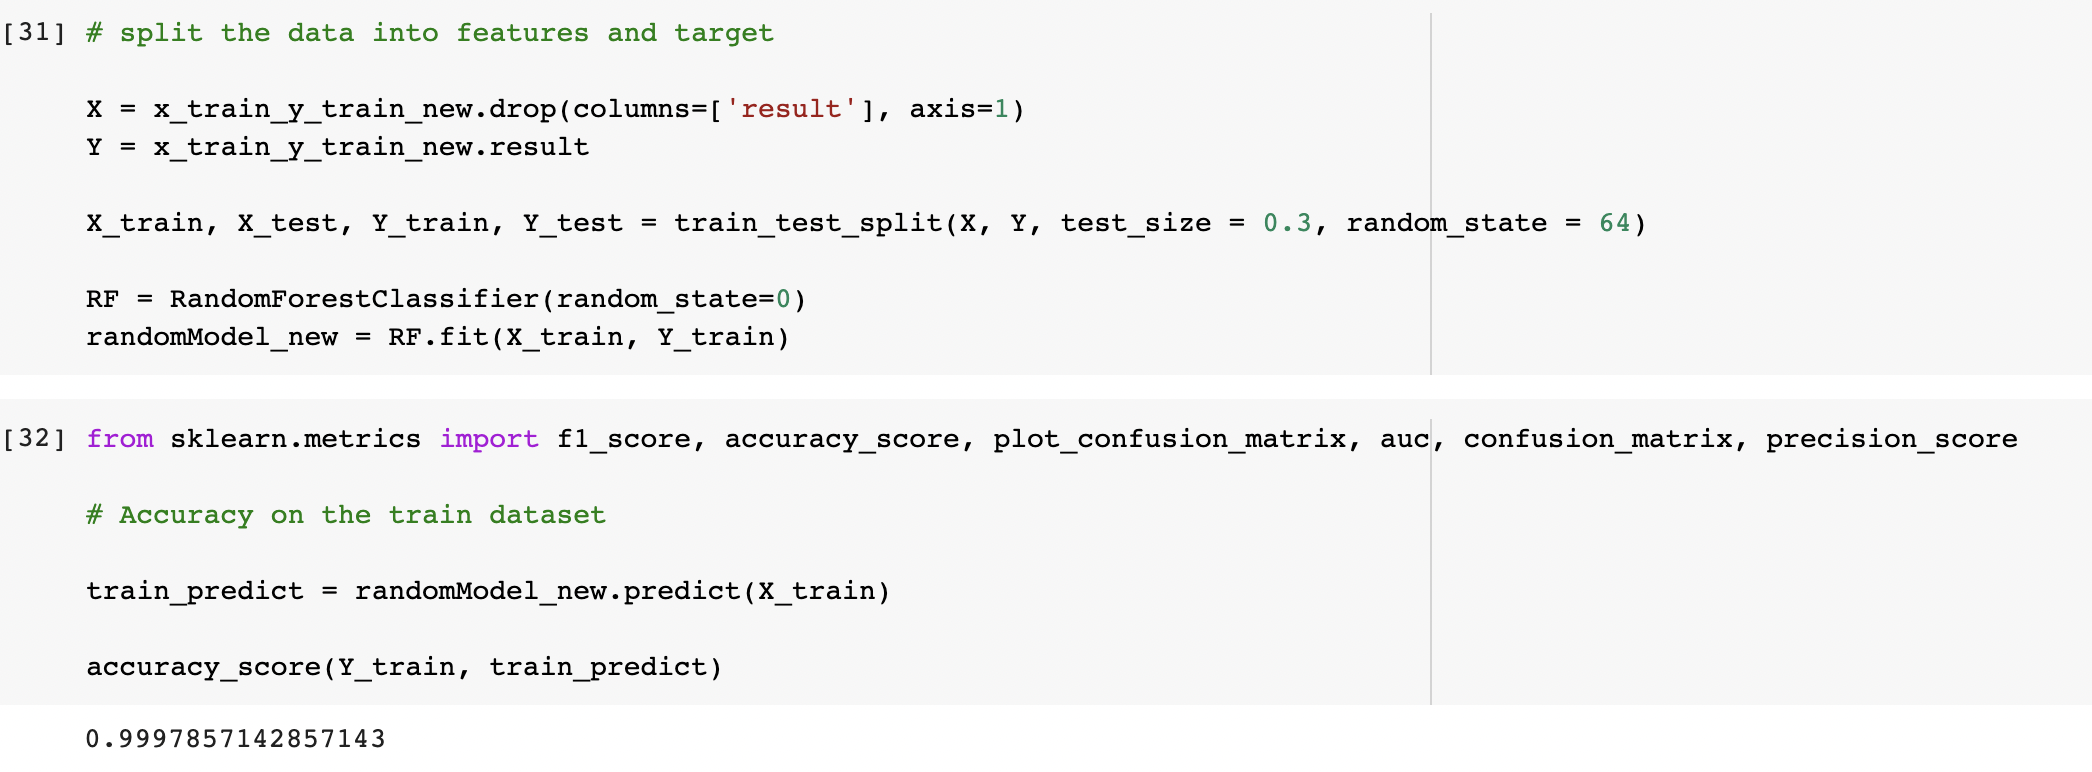 [31] # split the data into features and target
X = x_train_y_train_new.drop(columns=['result'], axis=1)
Y = x_train_y_train_new.result
X_train, X_test, Y_train, Y_test = train_test_split(X, Y, test_size = 0.3, random_state = 64)
RF = RandomForestClassifier(random_state=0)
randomModel_new = RF.fit(X_train, Y_train)
[32] from sklearn.metrics import f1_score, accuracy_score, plot_confusion_matrix, auc, confusion_matrix, precision_score
# Accuracy on the train dataset
train_predict = randomModel_new.predict(X_train)
accuracy_score(Y_train, train_predict)
0.9997857142857143